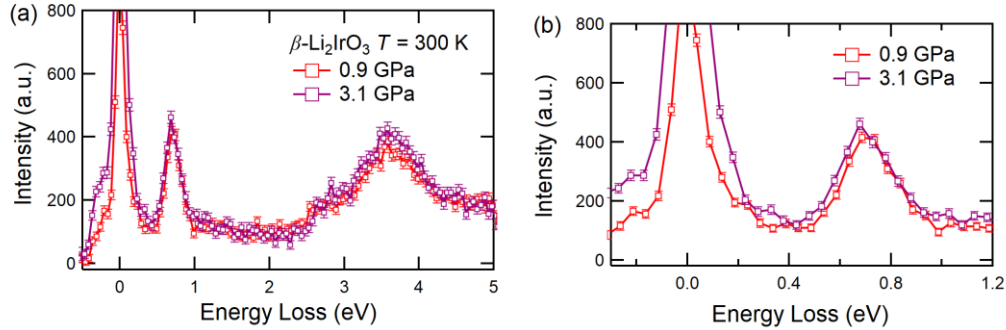 (a)
800
600
400
200
0
Intensity (a.u.)
β-Li₂IrO₃ T = 300 K
0.9 GPa
3.1 GPa
0 1 2 3 4 5
Energy Loss (eV)
(b)
800
600
400
200
0
Intensity (a.u.)
0.9 GPa
3.1 GPa
0.0 0.4 0.8 1.2
Energy Loss (eV)